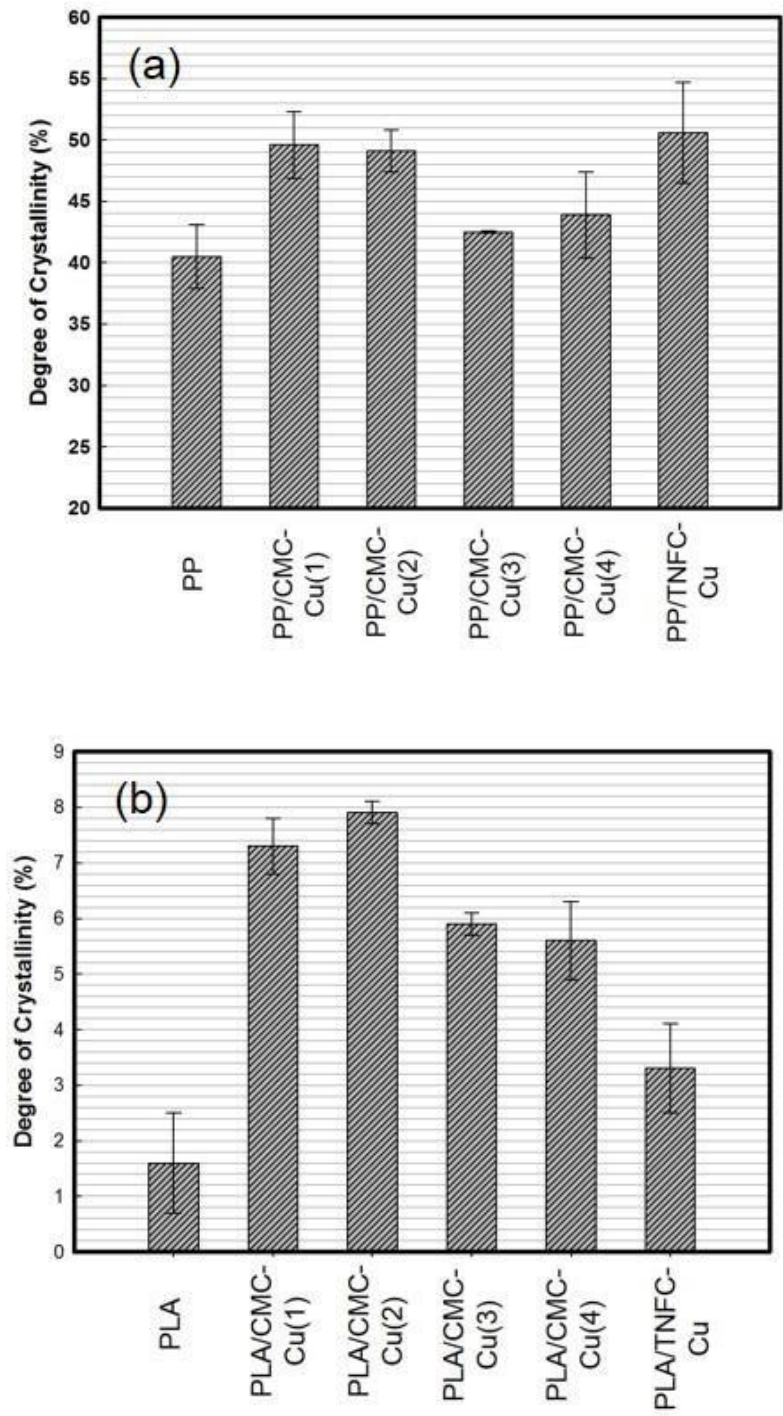 (a)
Degree of Crystallinity (%)
60
55
50
45
40
35
30
25
20
PP
PP/CMC-
Cu(1)
PP/CMC-
Cu(2)
PP/CMC-
Cu(3)
PP/CMC-
Cu(4)
PP/TNFC-
Cu
(b)
Degree of Crystallinity (%)
9
8
7
6
5
4
3
2
1
0
PLA
PLA/CMC-
Cu(1)
PLA/CMC-
Cu(2)
PLA/CMC-
Cu(3)
PLA/CMC-
Cu(4)
PLA/TNFC-
Cu